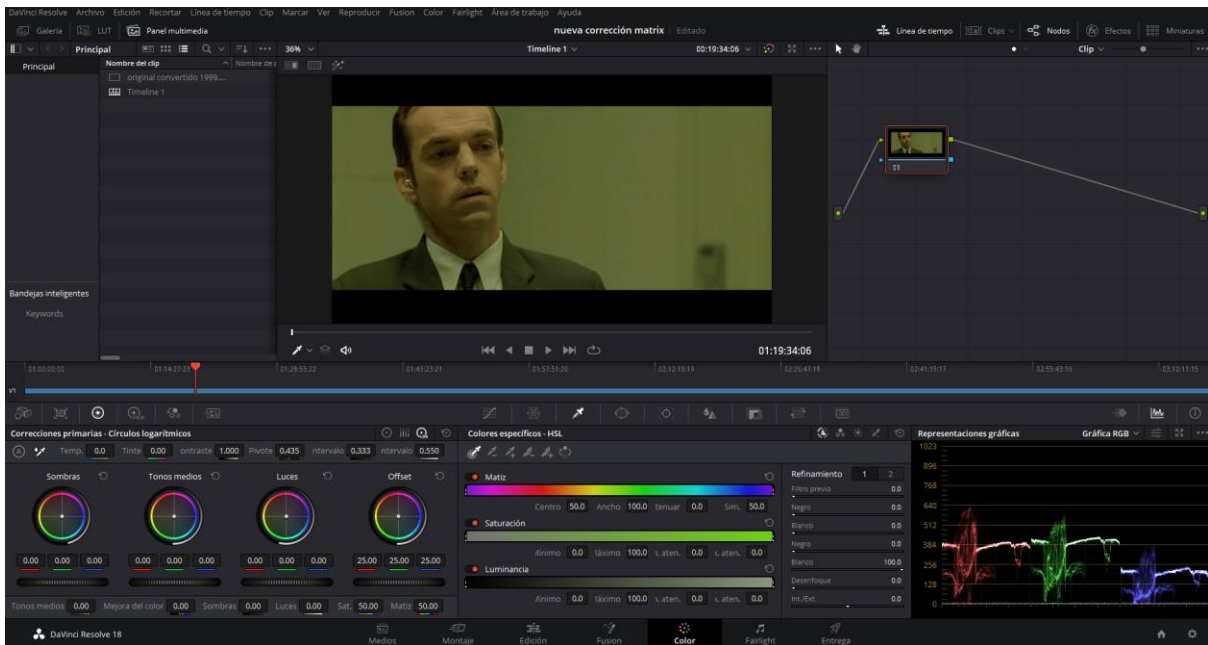 DaVinci Resolve Archivo Edición Recortar Línea de tiempo Clip Marcar Ver Reproducir Fusion Color Fairlight Área de trabajo Ayuda
Galería LUT Panel multimedia nueva corrección matrix Editado Línea de tiempo Clips Nodos Efectos Miniaturas
Principal 36% Timeline 1 00:19:34:06 Clip
Principal Nombre del clip Nombre de
original convertido 1999....
Timeline 1
01
Bandejas inteligentes
Keywords
01:19:34:06
01:00:00:00 01:14:27:23 01:28:55:22 01:43:23:21 01:57:51:20 02:12:19:19 02:26:47:18 02:41:15:17 02:55:43:16 03:10:11:15
V1
Correcciones primarias - Círculos logarítmicos Colores específicos - HSL Representaciones gráficas Gráfica RGB
Temp. 0.0 Tinte 0.00 ontraste 1.000 Pivote 0.435 ntervalo 0.333 ntervalo 0.550
Sombras Tonos medios Luces Offset
0.00 0.00 0.00 0.00 0.00 0.00 0.00 0.00 0.00 25.00 25.00 25.00
Tonos medios 0.00 Mejora del color 0.00 Sombras 0.00 Luces 0.00 Sat. 50.00 Matiz 50.00
Matiz
Centro 50.0 Ancho 100.0 tenuar 0.0 Sim. 50.0
Saturación
Mínimo 0.0 láximo 100.0 s.aten. 0.0 c.aten. 0.0
Luminancia
Mínimo 0.0 láximo 100.0 s.aten. 0.0 c.aten. 0.0
Refinamiento 1 2
Filtro previo 0.0
Negro 0.0
Blanco 0.0
Negro 0.0
Blanco 100.0
Desenfoque 0.0
Int./Ext. 0.0
1023
896
768
640
512
384
256
128
0
DaVinci Resolve 18 Medios Montaje Edición Fusion Color Fairlight Entrega